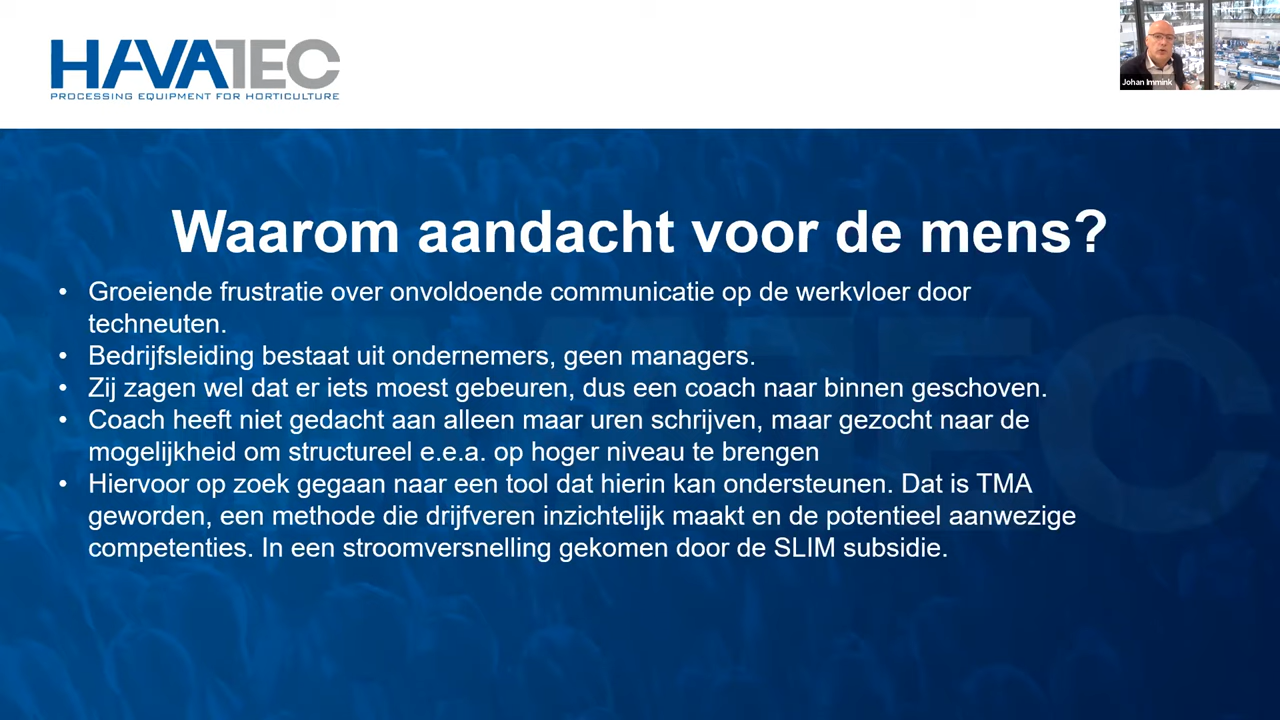 HAVATEC
PROCESSING EQUIPMENT FOR HORTICULTURE
Johan Immink
Waarom aandacht voor de mens?
• Groeiende frustratie over onvoldoende communicatie op de werkvloer door
techneuten.
• Bedrijfsleiding bestaat uit ondernemers, geen managers.
• Zij zagen wel dat er iets moest gebeuren, dus een coach naar binnen geschoven.
• Coach heeft niet gedacht aan alleen maar uren schrijven, maar gezocht naar de
mogelijkheid om structureel e.e.a. op hoger niveau te brengen
• Hiervoor op zoek gegaan naar een tool dat hierin kan ondersteunen. Dat is TMA
geworden, een methode die drijfveren inzichtelijk maakt en de potentieel aanwezige
competenties. In een stroomversnelling gekomen door de SLIM subsidie.